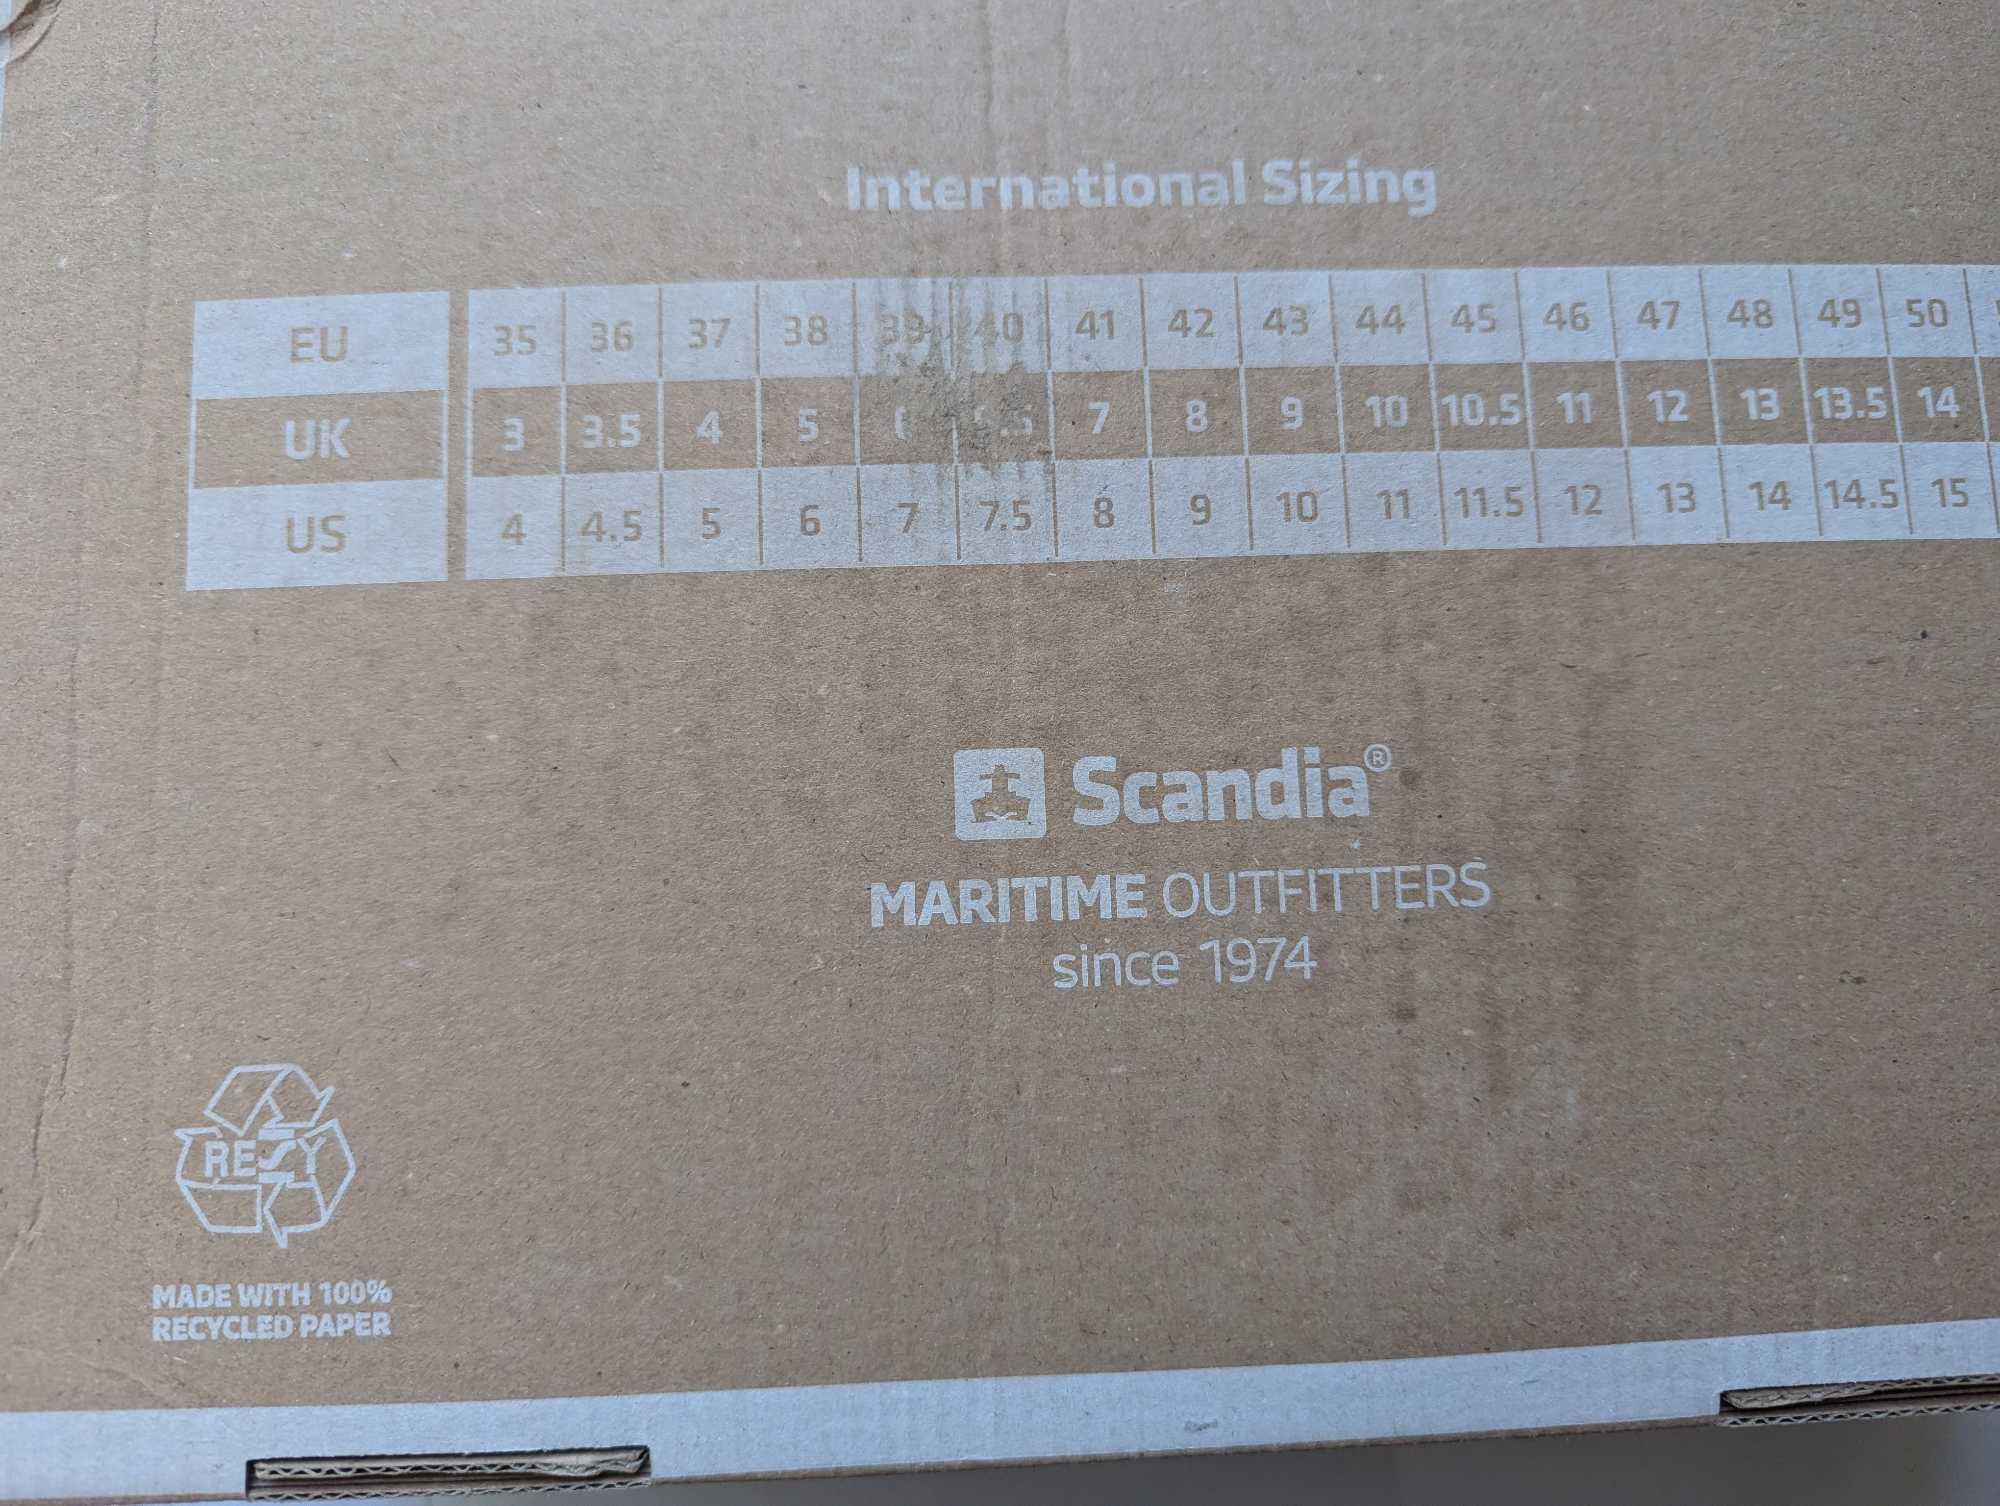 International Sizing
EU 35 36 37 38 39 40 41 42 43 44 45 46 47 48 49 50
UK 3 3.5 4 5 7 8 9 10 10.5 11 12 13 13.5 14
US 4 4.5 5 6 7 7.5 8 9 10 11 11.5 12 13 14 14.5 15
Scandia®
MARITIME OUTFITTERS
since 1974
RESY
MADE WITH 100%
RECYCLED PAPER